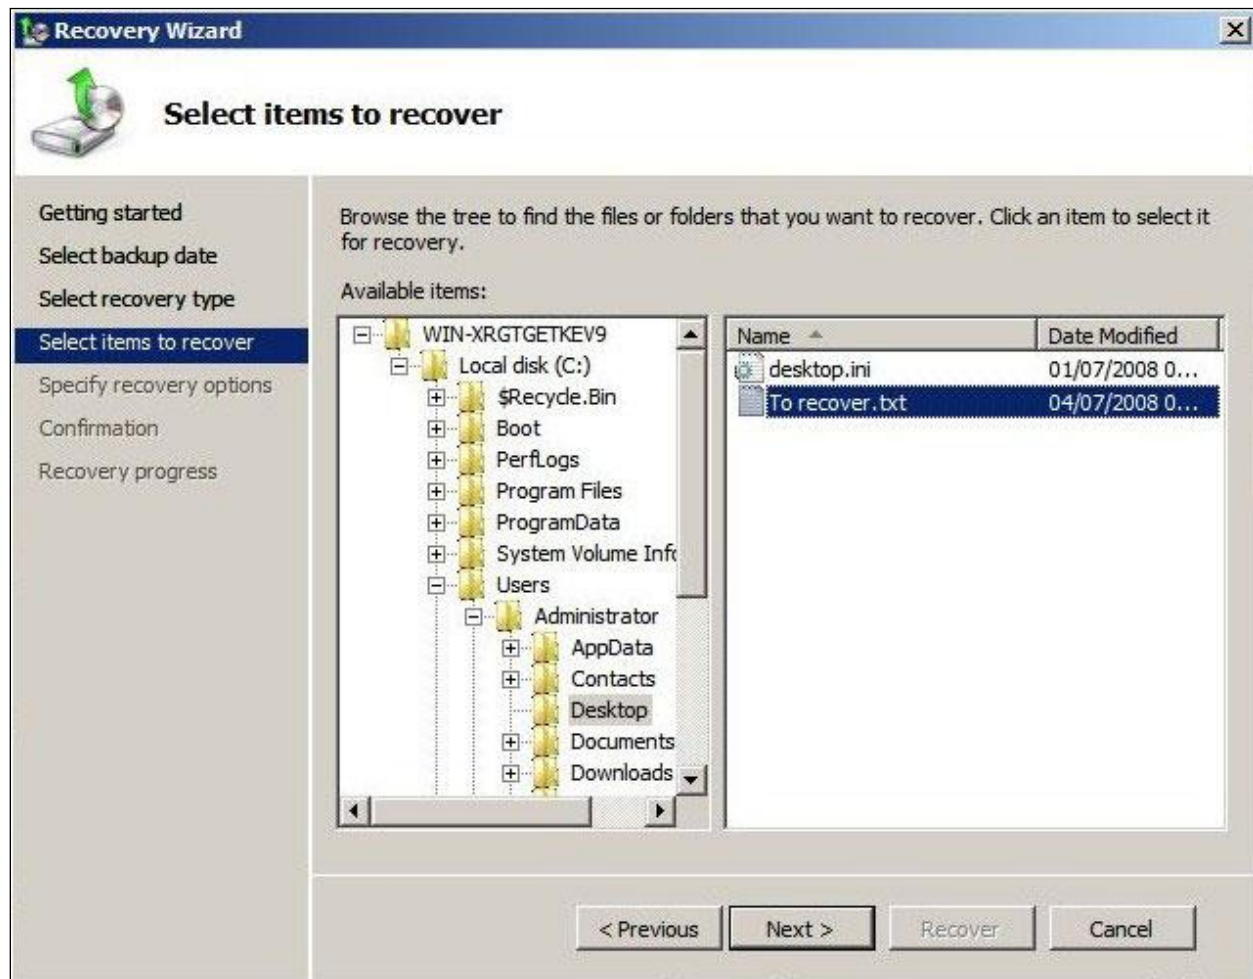 Recovery Wizard
Select items to recover
Getting started
Select backup date
Select recovery type
Select items to recover
Specify recovery options
Confirmation
Recovery progress
Browse the tree to find the files or folders that you want to recover. Click an item to select it
for recovery.
Available items:
WIN-XRGTGETKEV9
Local disk (C:)
$Recycle.Bin
Boot
PerfLogs
Program Files
ProgramData
System Volume Info
Users
Administrator
AppData
Contacts
Desktop
Documents
Downloads
Name Date Modified
desktop.ini 01/07/2008 0...
To recover.txt 04/07/2008 0...
< Previous Next > Recover Cancel